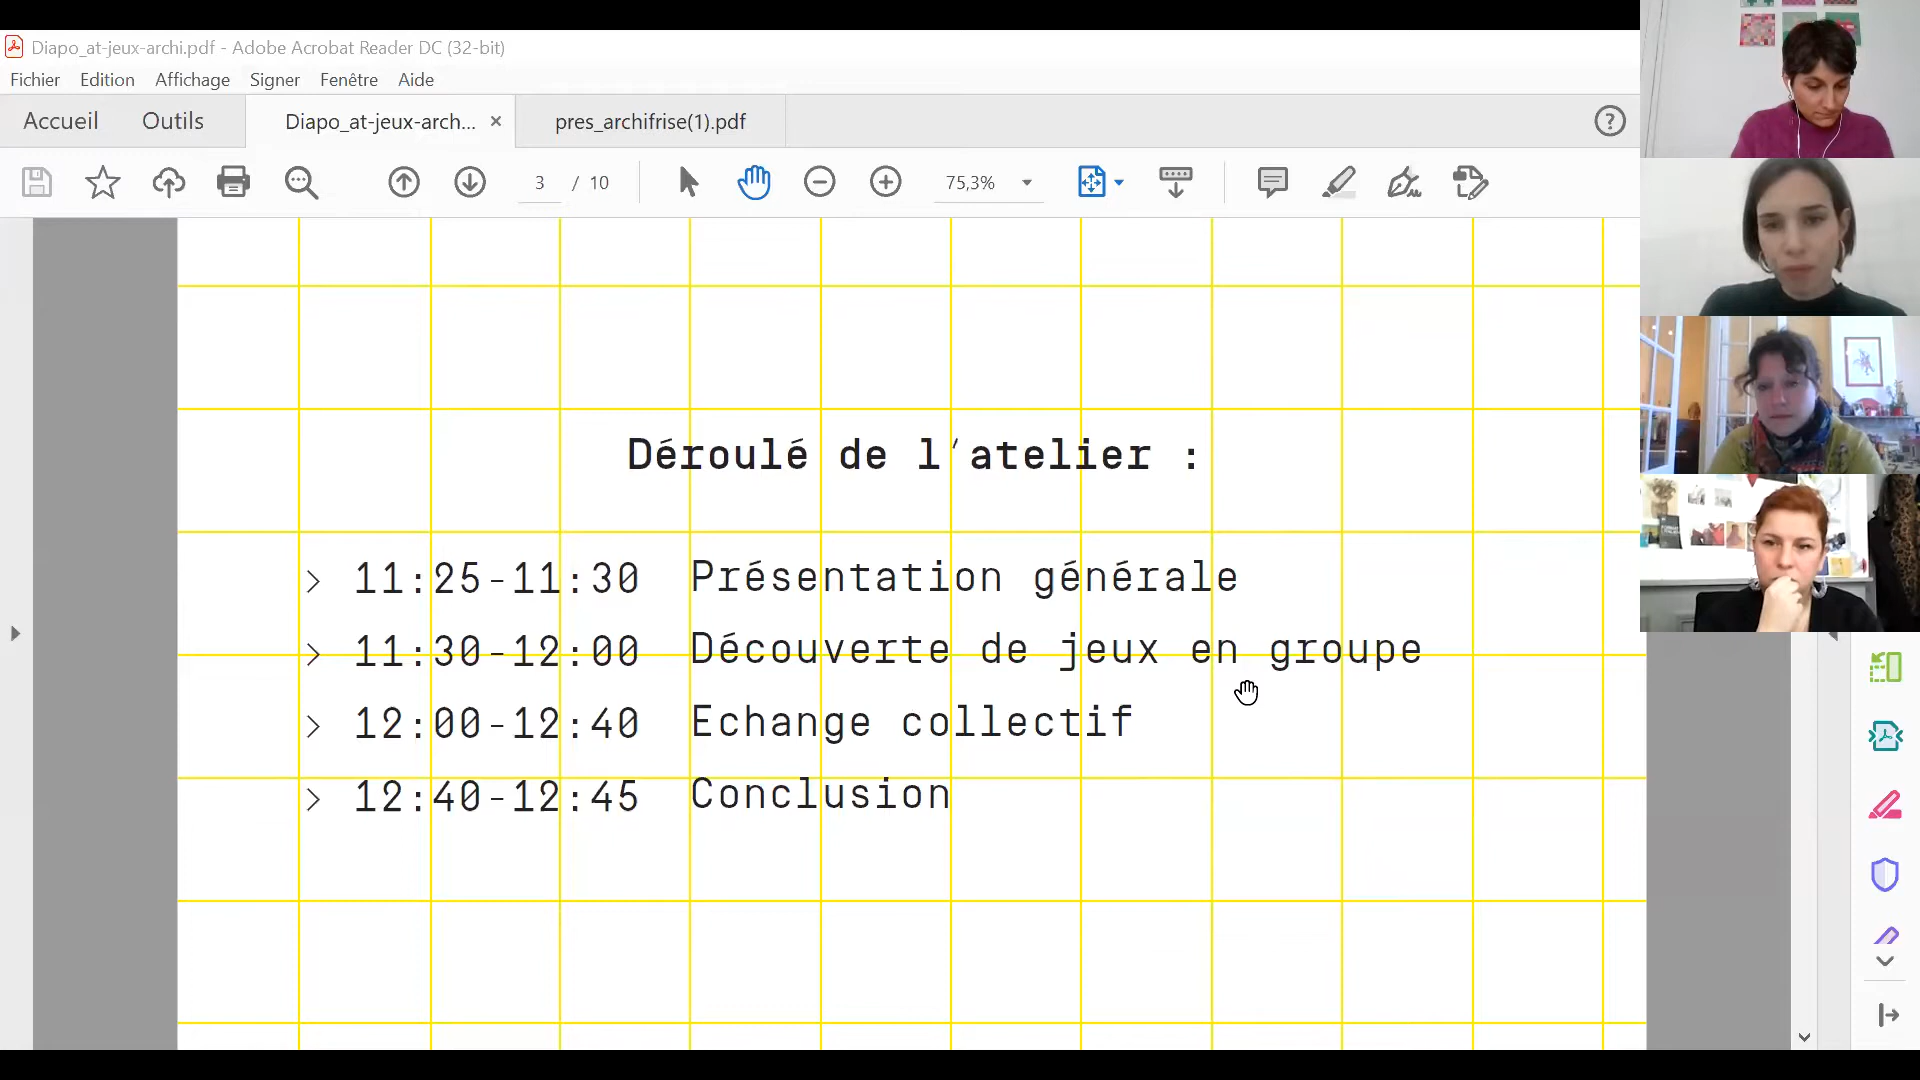 Diapo_at-jeux-archi.pdf - Adobe Acrobat Reader DC (32-bit)
Fichier Edition Affichage Signer Fenêtre Aide
Accueil Outils Diapo_at-jeux-arch... × pres_archifrise(1).pdf
3 / 10 75,3%
Déroulé de l'atelier :
> 11:25-11:30 Présentation générale
> 11:30-12:00 Découverte de jeux en groupe
> 12:00-12:40 Echange collectif
> 12:40-12:45 Conclusion